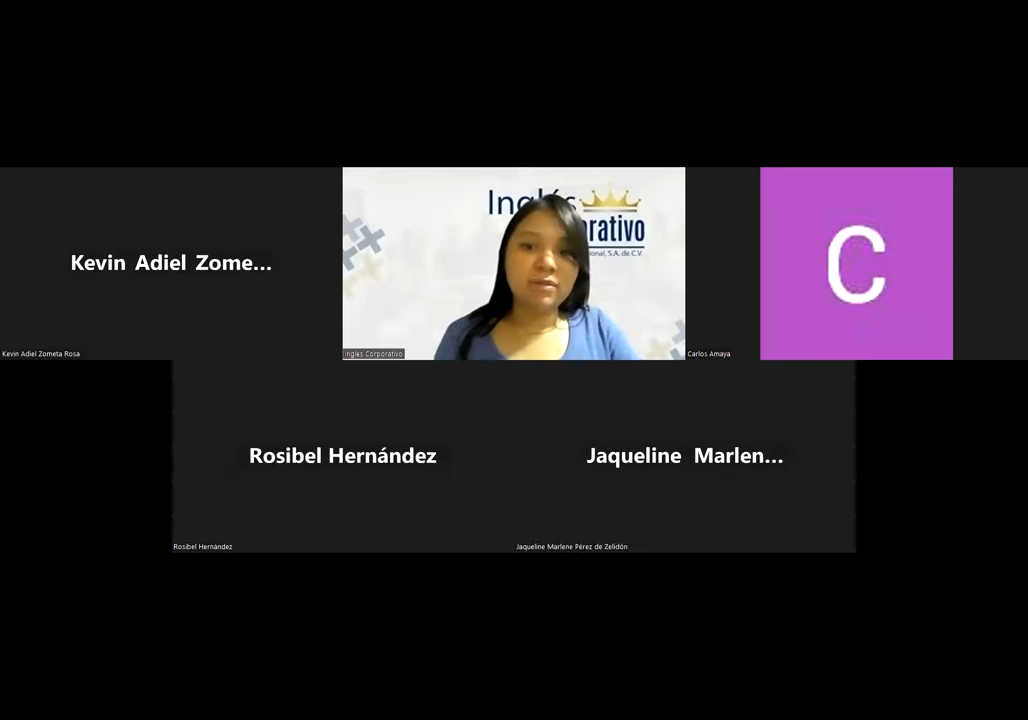 Kevin Adiel Zome...
Kevin Adiel Zometa Rosa
Inglés
Inglés Corporativo
ional, S.A. de C.V.
C
Carlos Amaya
Rosibel Hernández
Rosibel Hernández
Jaqueline Marlen...
Jaqueline Marlene Pérez de Zelidón